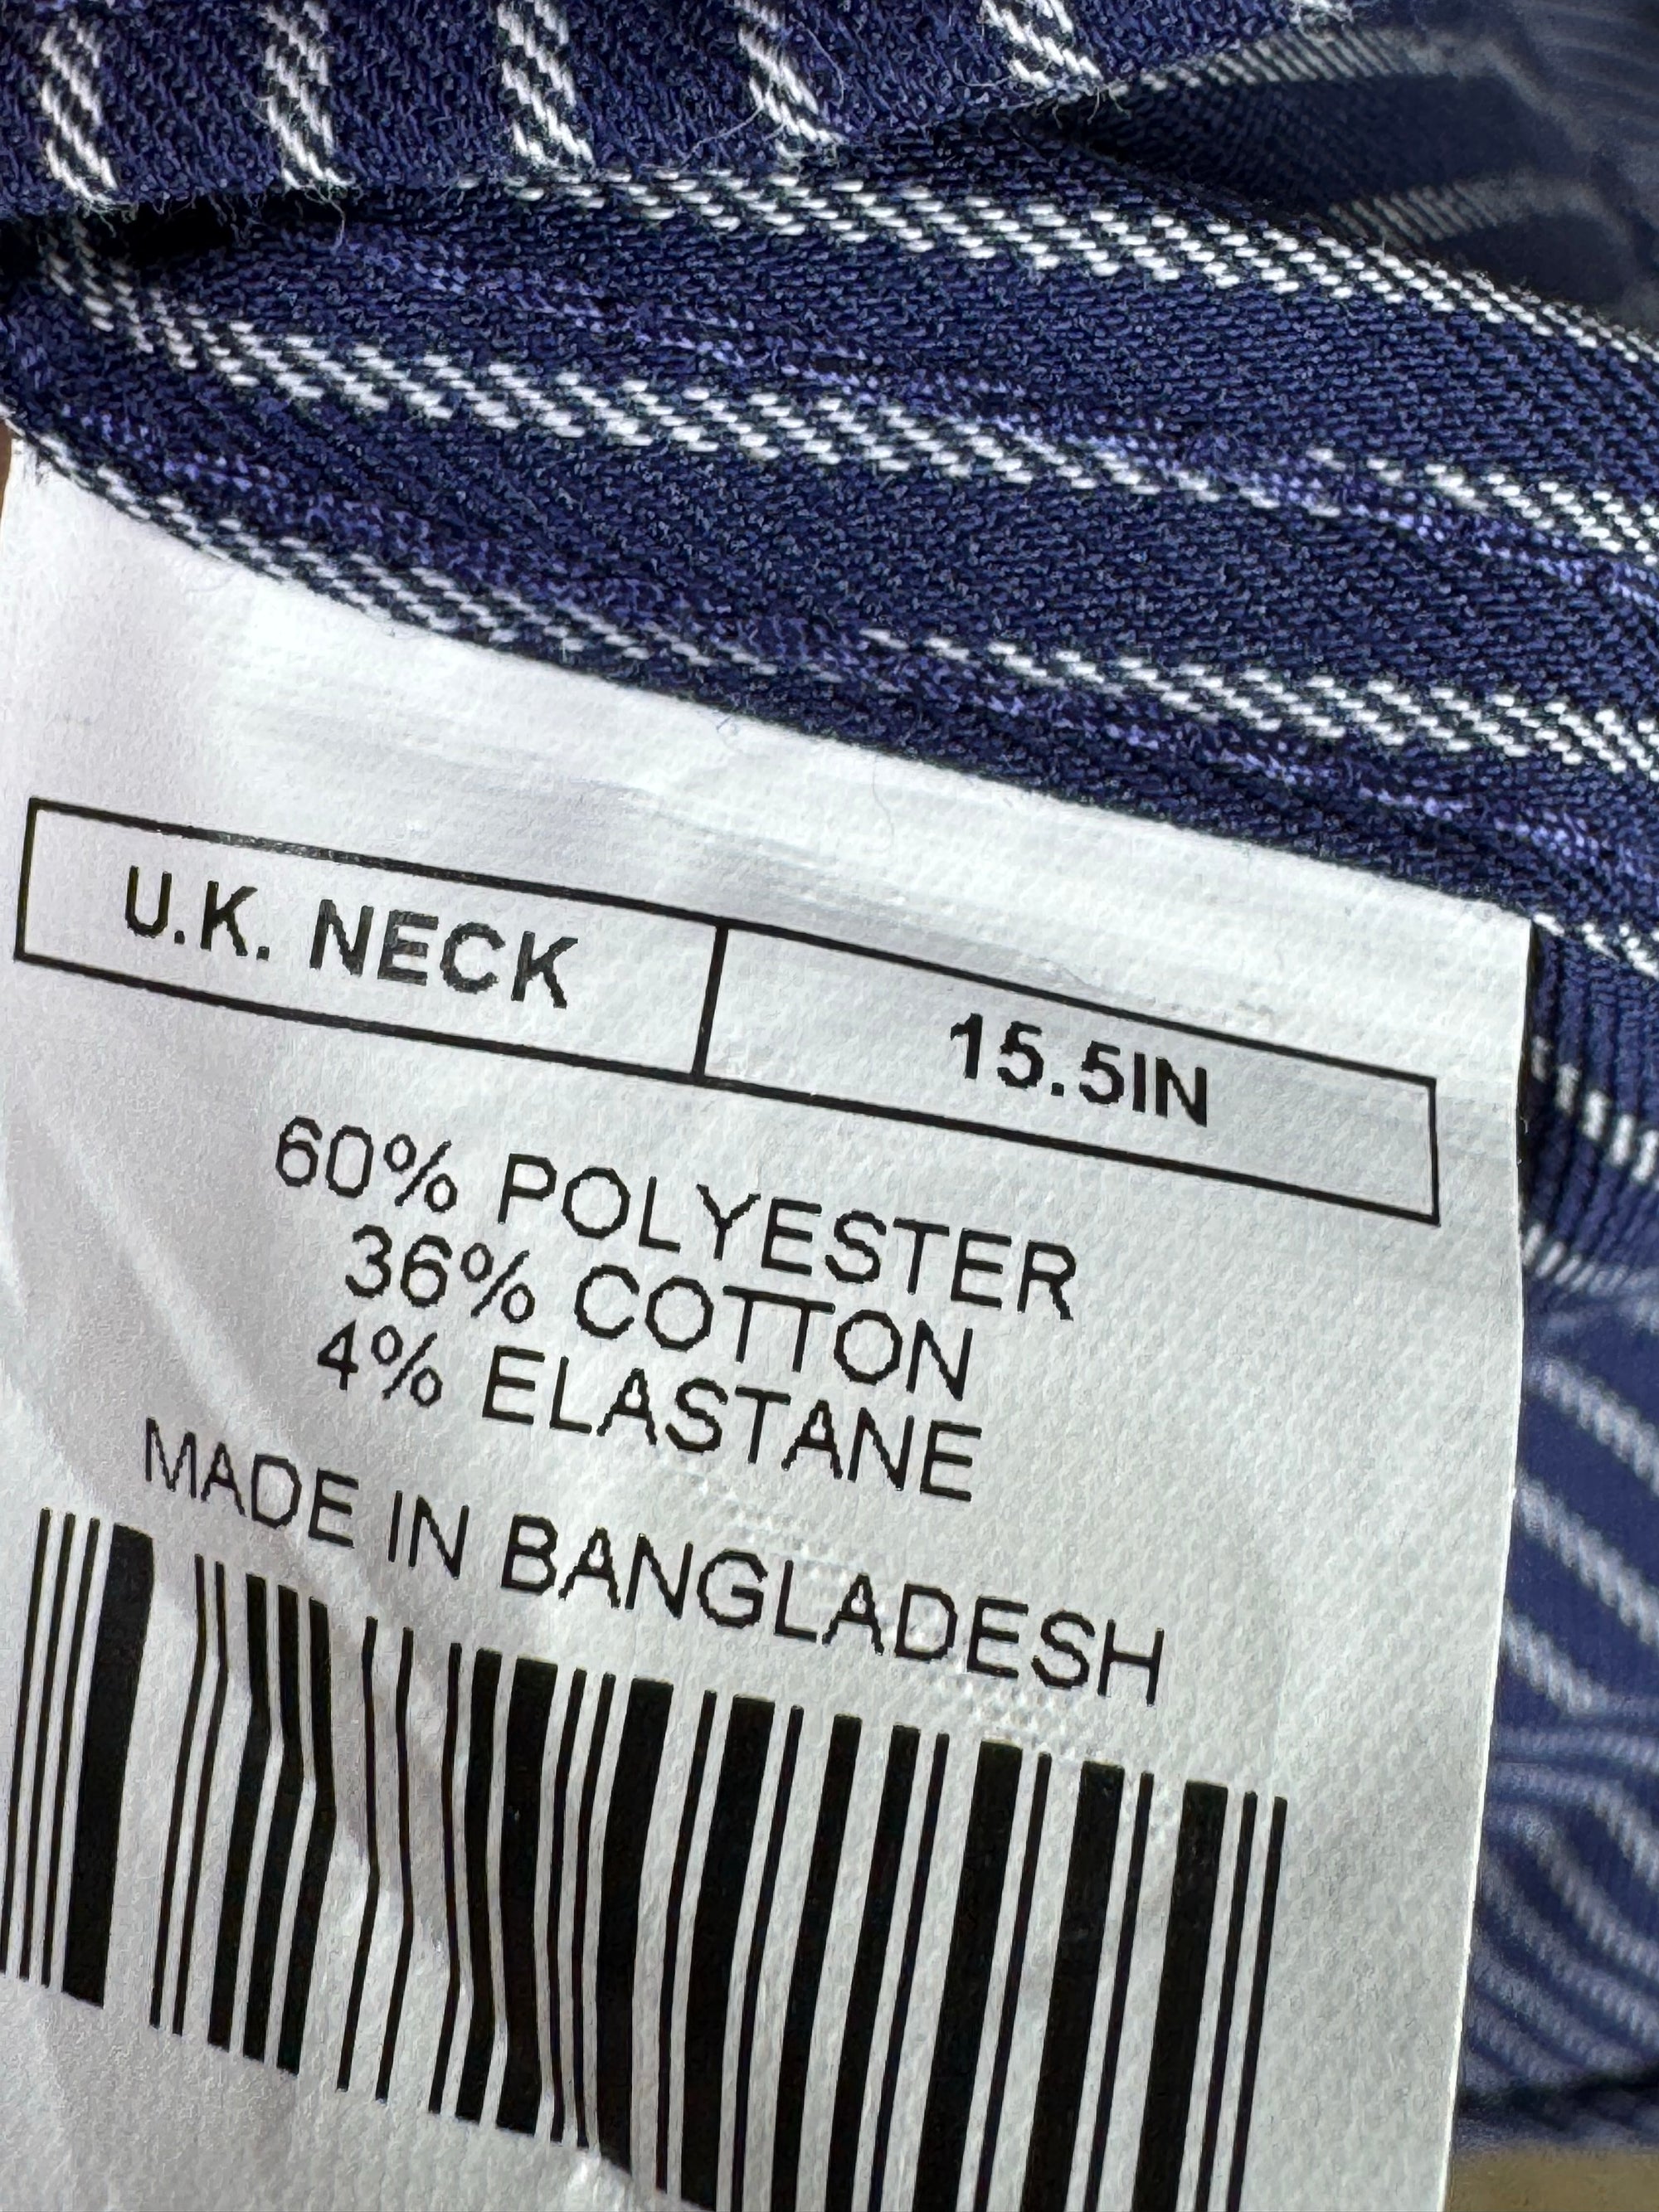 U.K. NECK 15.5IN
60% POLYESTER
36% COTTON
4% ELASTANE
MADE IN BANGLADESH